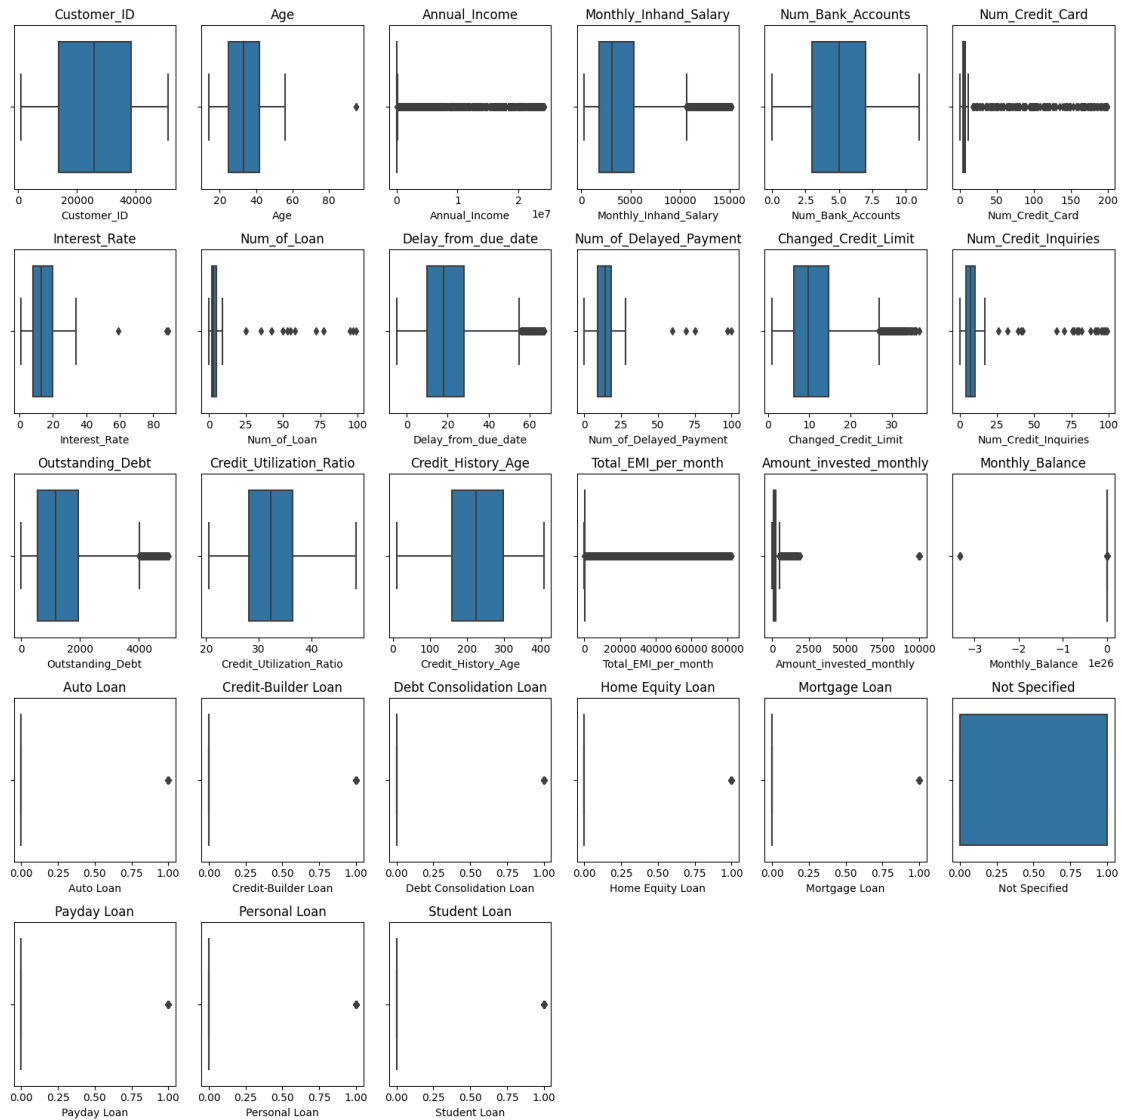 Customer_ID
Age
Annual_Income
Monthly_Inhand_Salary
Num_Bank_Accounts
Num_Credit_Card
0 20000 40000
20 40 60 80
0 1 2
1e7
0 5000 10000 15000
0.0 2.5 5.0 7.5 10.0
0 50 100 150 200
Customer_ID
Age
Annual_Income
Monthly_Inhand_Salary
Num_Bank_Accounts
Num_Credit_Card
Interest_Rate
Num_of_Loan
Delay_from_due_date
Num_of_Delayed_Payment
Changed_Credit_Limit
Num_Credit_Inquiries
0 20 40 60 80
0 25 50 75 100
0 20 40 60
0 25 50 75 100
0 10 20 30
0 25 50 75 100
Interest_Rate
Num_of_Loan
Delay_from_due_date
Num_of_Delayed_Payment
Changed_Credit_Limit
Num_Credit_Inquiries
Outstanding_Debt
Credit_Utilization_Ratio
Credit_History_Age
Total_EMI_per_month
Amount_invested_monthly
Monthly_Balance
0 2000 4000
20 30 40
0 100 200 300 400
0 20000 40000 60000 80000
0 2500 5000 7500 10000
−3 −2 −1 0
1e26
Outstanding_Debt
Credit_Utilization_Ratio
Credit_History_Age
Total_EMI_per_month
Amount_invested_monthly
Monthly_Balance
Auto Loan
Credit-Builder Loan
Debt Consolidation Loan
Home Equity Loan
Mortgage Loan
Not Specified
0.00 0.25 0.50 0.75 1.00
0.00 0.25 0.50 0.75 1.00
0.00 0.25 0.50 0.75 1.00
0.00 0.25 0.50 0.75 1.00
0.00 0.25 0.50 0.75 1.00
0.00 0.25 0.50 0.75 1.00
Auto Loan
Credit-Builder Loan
Debt Consolidation Loan
Home Equity Loan
Mortgage Loan
Not Specified
Payday Loan
Personal Loan
Student Loan
0.00 0.25 0.50 0.75 1.00
0.00 0.25 0.50 0.75 1.00
0.00 0.25 0.50 0.75 1.00
Payday Loan
Personal Loan
Student Loan